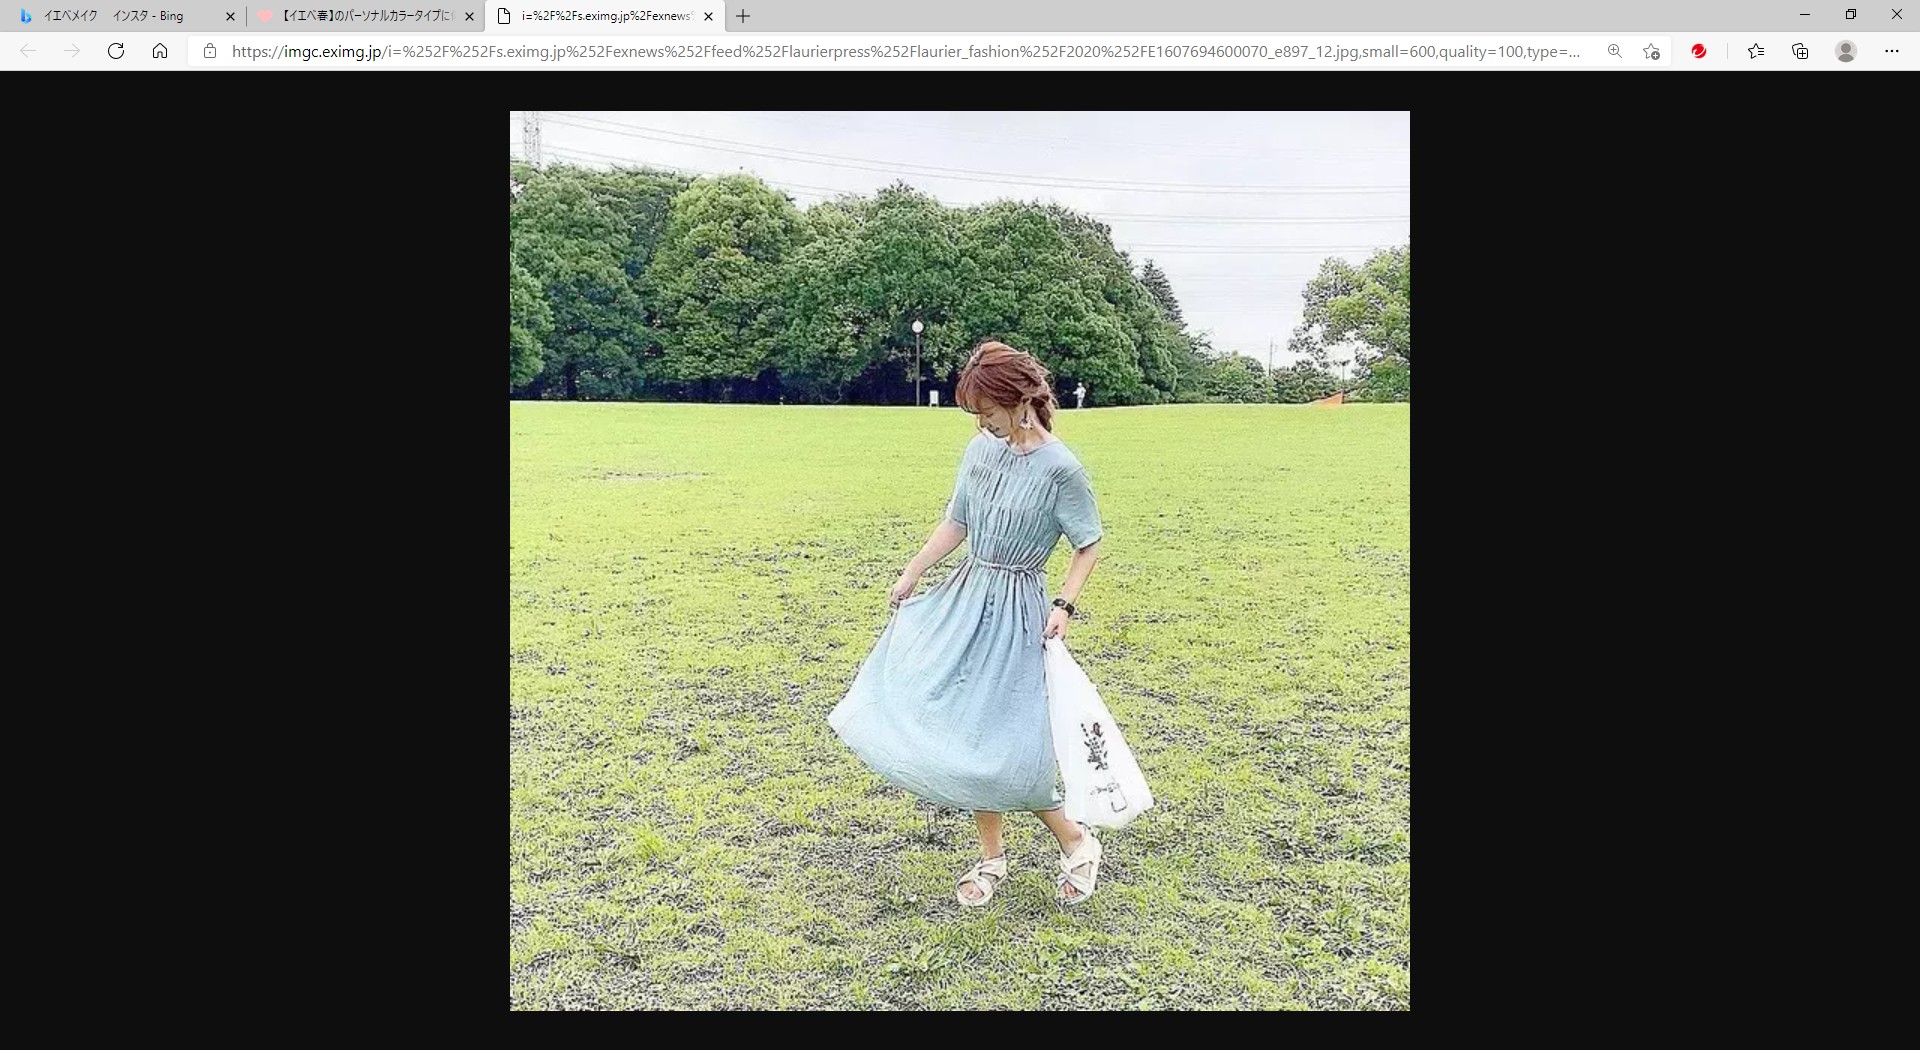 イエベメイク　インスタ - Bing
【イエベ春】のパーソナルカラータイプに
i=%2F%2Fs.eximg.jp%2Fexnews
https://imgc.eximg.jp/i=%252F%252Fs.eximg.jp%252Fexnews%252Ffeed%252Flaurierpress%252Flaurier_fashion%252F2020%252FE1607694600070_e897_12.jpg,small=600,quality=100,type=...